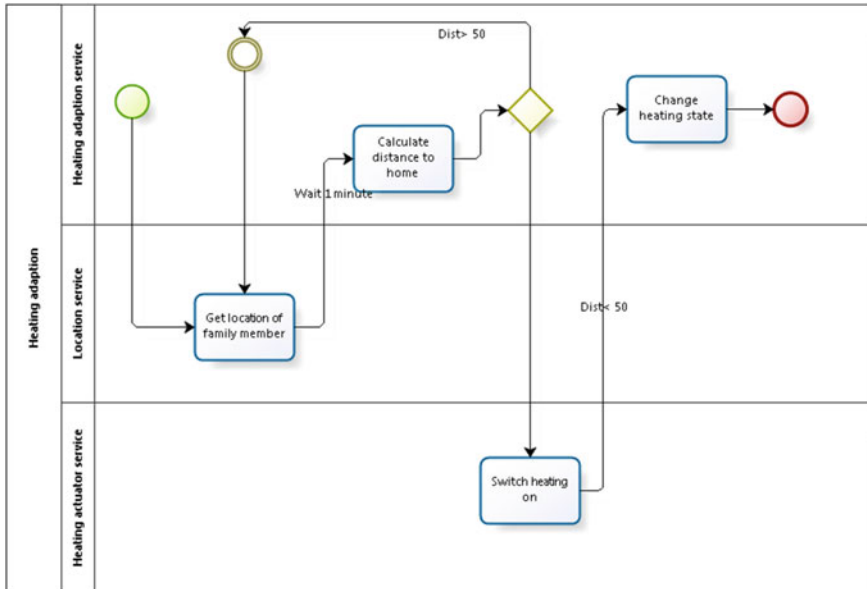 Heating adaption
Heating adaption service
Location service
Heating actuator service
Dist> 50
Change
heating state
Calculate
distance to
home
Wait 1 minute
Get location of
family member
Dist< 50
Switch heating
on